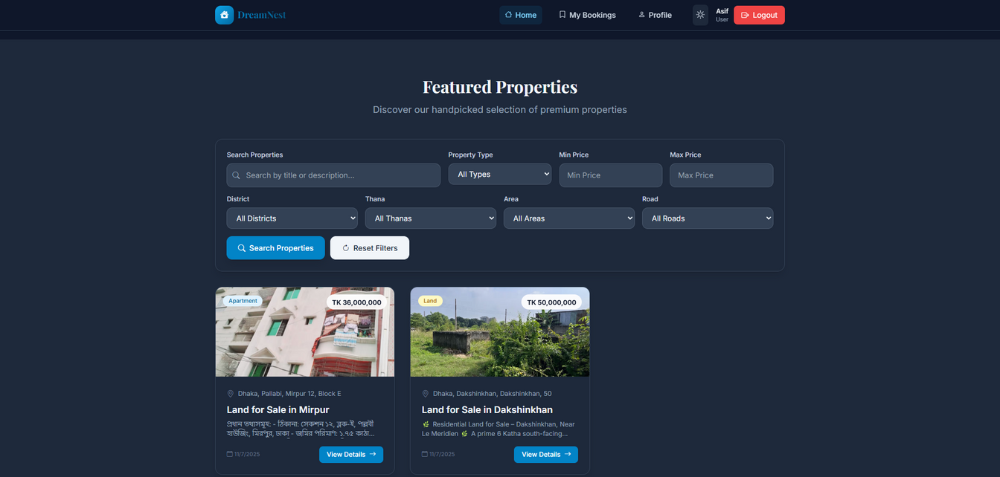 DreamNest
Home
My Bookings
Profile
Asif
User
Logout
Featured Properties
Discover our handpicked selection of premium properties
Search Properties
Property Type
Min Price
Max Price
Search by title or description...
All Types
Min Price
Max Price
District
Thana
Area
Road
All Districts
All Thanas
All Areas
All Roads
Search Properties
Reset Filters
Apartment
TK 36,000,000
Dhaka, Pallabi, Mirpur 12, Block E
Land for Sale in Mirpur
প্রধান তথ্যসমূহ: - ঠিকানা: সেকশন ১২, ব্লক-ই, পল্লবী
হাউজিং, মিরপুর, ঢাকা - জমির পরিমাণ: ১.৭৫ কাঠা...
11/7/2025
View Details
Land
TK 50,000,000
Dhaka, Dakshinkhan, Dakshinkhan, 50
Land for Sale in Dakshinkhan
🌿 Residential Land for Sale – Dakshinkhan, Near
Le Meridien 🌿 A prime 6 Katha south-facing...
11/7/2025
View Details